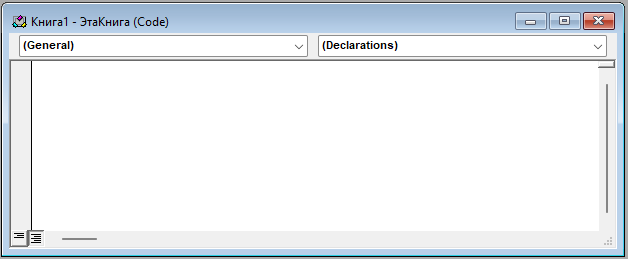 Книга1 - ЭтаКнига (Code)
(General)
(Declarations)